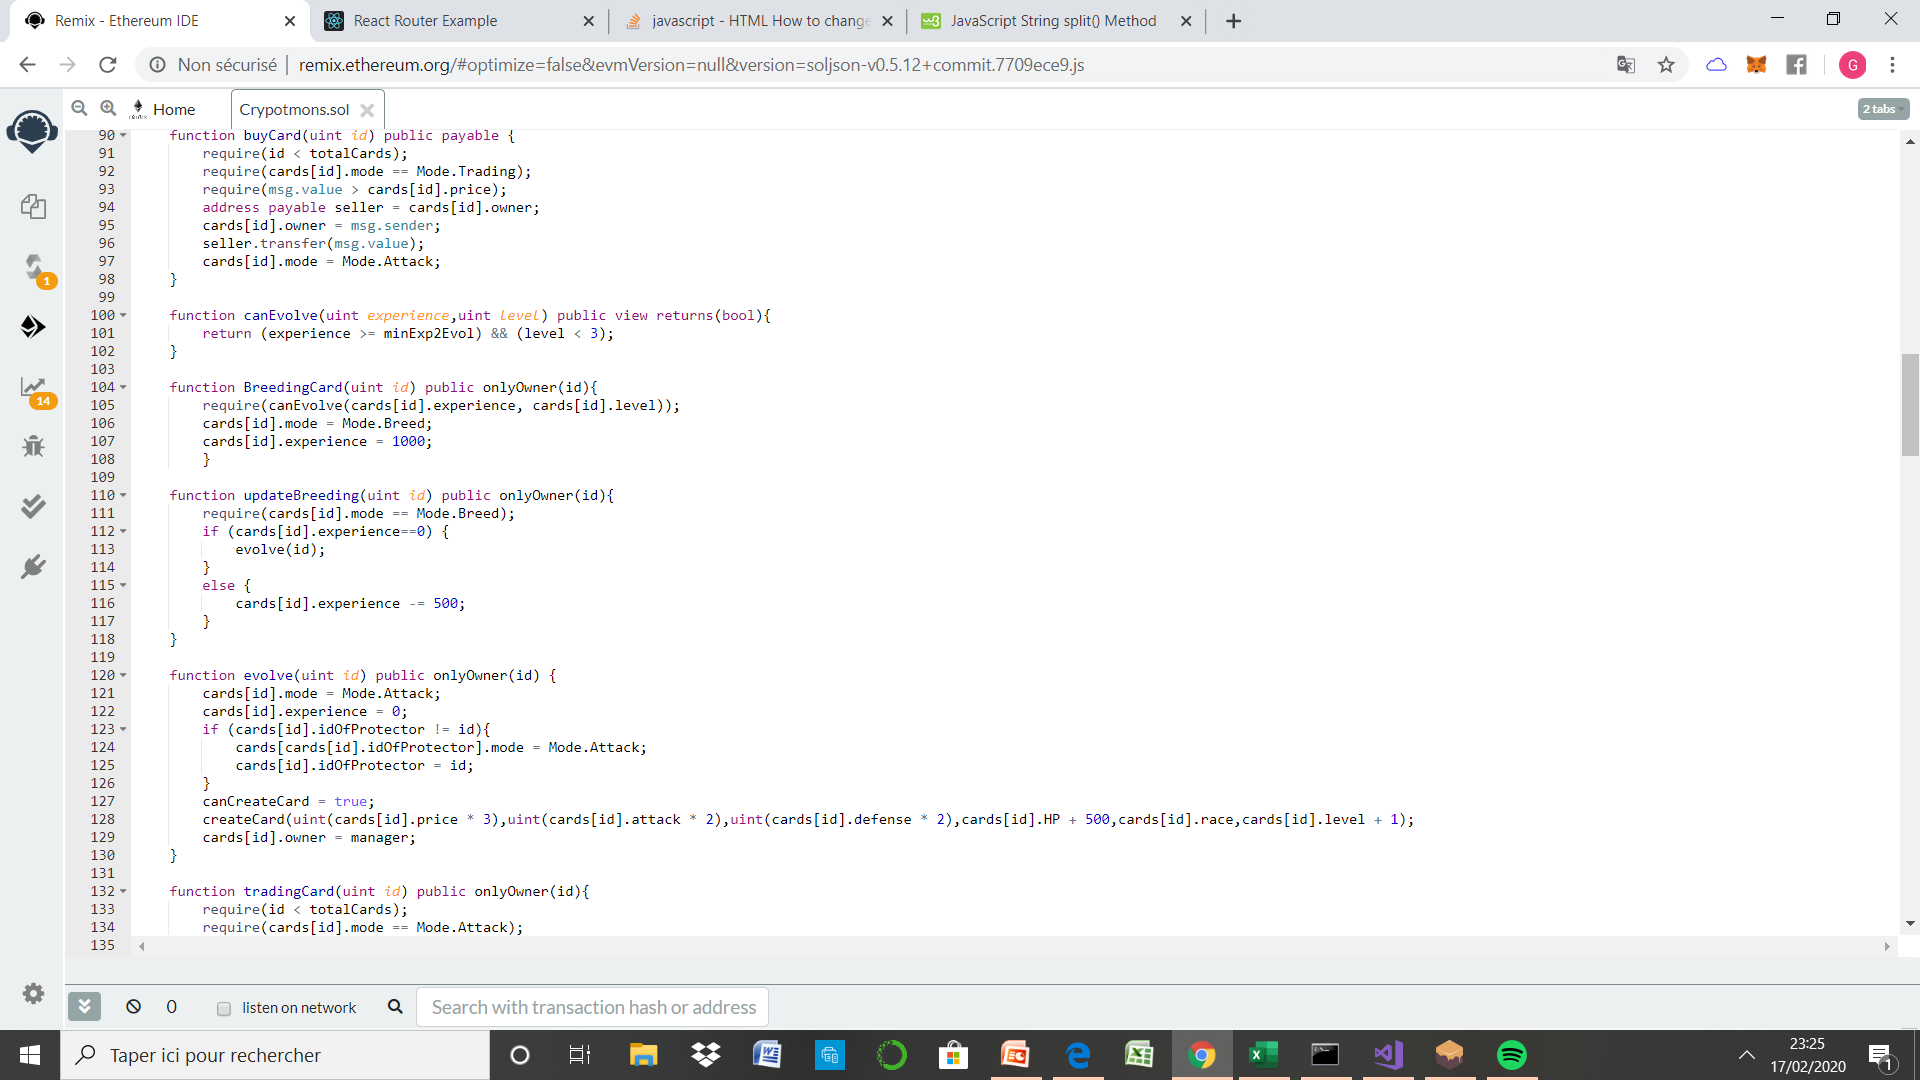 Remix - Ethereum IDE
React Router Example
javascript - HTML How to change
JavaScript String split() Method
Non sécurisé | remix.ethereum.org/#optimize=false&evmVersion=null&version=soljson-v0.5.12+commit.7709ece9.js
G
Home
Crypotmons.sol
2 tabs
90 function buyCard(uint id) public payable {
91 require(id < totalCards);
92 require(cards[id].mode == Mode.Trading);
93 require(msg.value > cards[id].price);
94 address payable seller = cards[id].owner;
95 cards[id].owner = msg.sender;
96 seller.transfer(msg.value);
97 cards[id].mode = Mode.Attack;
98 }
99
100 function canEvolve(uint experience,uint level) public view returns(bool){
101 return (experience >= minExp2Evol) && (level < 3);
102 }
103
104 function BreedingCard(uint id) public onlyOwner(id){
105 require(canEvolve(cards[id].experience, cards[id].level));
106 cards[id].mode = Mode.Breed;
107 cards[id].experience = 1000;
108 }
109
110 function updateBreeding(uint id) public onlyOwner(id){
111 require(cards[id].mode == Mode.Breed);
112 if (cards[id].experience==0) {
113 evolve(id);
114 }
115 else {
116 cards[id].experience -= 500;
117 }
118 }
119
120 function evolve(uint id) public onlyOwner(id) {
121 cards[id].mode = Mode.Attack;
122 cards[id].experience = 0;
123 if (cards[id].idOfProtector != id){
124 cards[cards[id].idOfProtector].mode = Mode.Attack;
125 cards[id].idOfProtector = id;
126 }
127 canCreateCard = true;
128 createCard(uint(cards[id].price * 3),uint(cards[id].attack * 2),uint(cards[id].defense * 2),cards[id].HP + 500,cards[id].race,cards[id].level + 1);
129 cards[id].owner = manager;
130 }
131
132 function tradingCard(uint id) public onlyOwner(id){
133 require(id < totalCards);
134 require(cards[id].mode == Mode.Attack);
135
1
14
0
listen on network
Search with transaction hash or address
Taper ici pour rechercher
23:25
17/02/2020
1